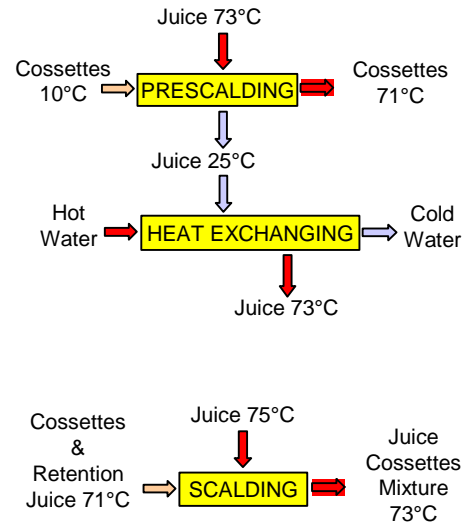 Juice 73°C
Cossettes
10°C
PRESCALDING
Cossettes
71°C
Juice 25°C
Hot
Water
HEAT EXCHANGING
Cold
Water
Juice 73°C
Cossettes
&
Retention
Juice 71°C
Juice 75°C
SCALDING
Juice
Cossettes
Mixture
73°C